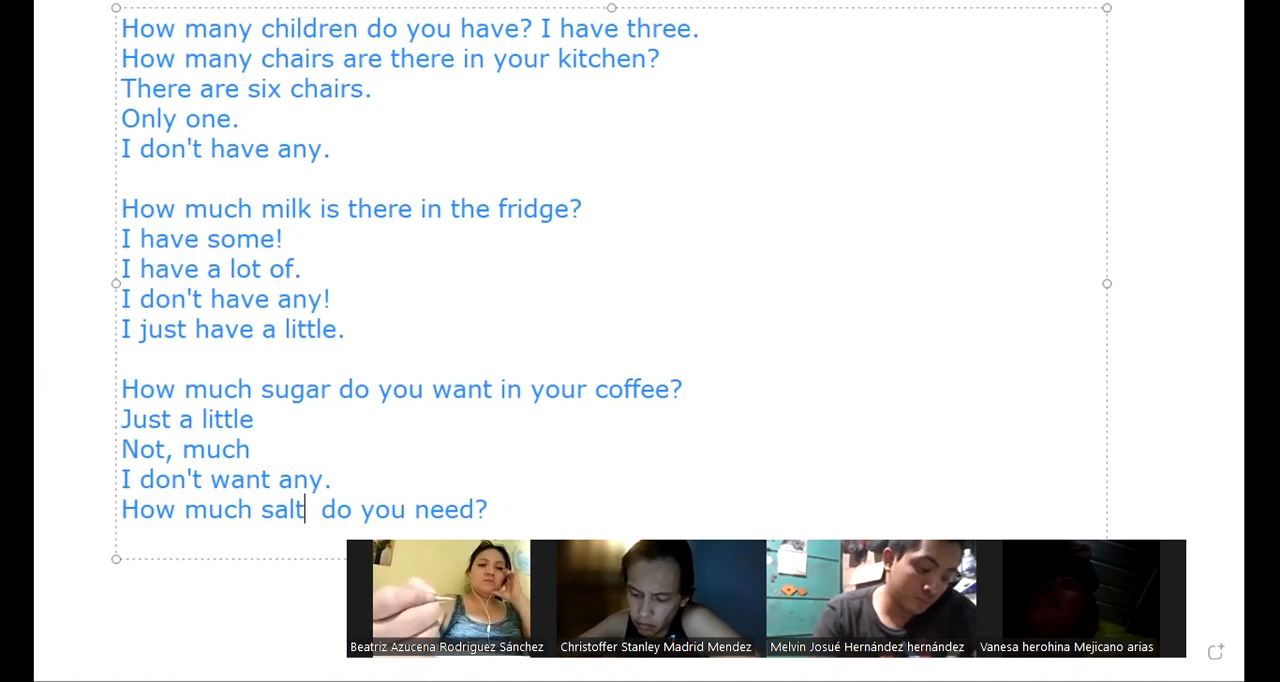 How many children do you have? I have three.
How many chairs are there in your kitchen?
There are six chairs.
Only one.
I don't have any.
How much milk is there in the fridge?
I have some!
I have a lot of.
I don't have any!
I just have a little.
How much sugar do you want in your coffee?
Just a little
Not, much
I don't want any.
How much salt  do you need?
Beatriz Azucena Rodriguez Sánchez
Christoffer Stanley Madrid Mendez
Melvin Josué Hernández hernández
Vanesa herohina Mejicano arias